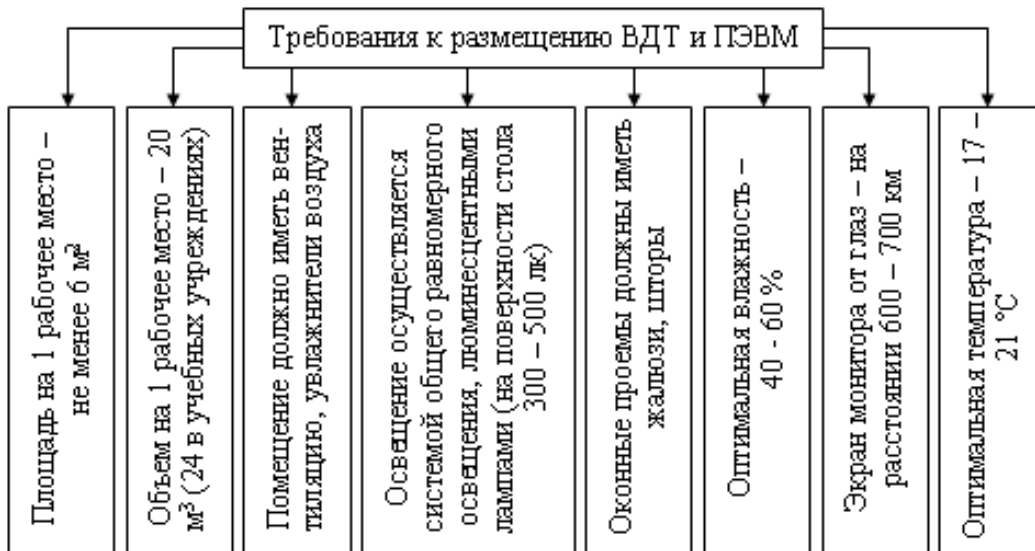 Требования к размещению ВДТ и ПЭВМ
Площадь на 1 рабочее место –
не менее 6 м²
Объем на 1 рабочее место – 20
м³ (24 в учебных учреждениях)
Помещение должно иметь вен-
тиляцию, увлажнители воздуха
Освещение осуществляется
системой общего равномерного
освещения, люминесцентными
лампами (на поверхности стола
300 – 500 лк)
Оконные проемы должны иметь
жалюзи, шторы
Оптимальная влажность –
40 - 60 %
Экран монитора от глаз – на
расстоянии 600 – 700 км
Оптимальная температура – 17 –
21 °С